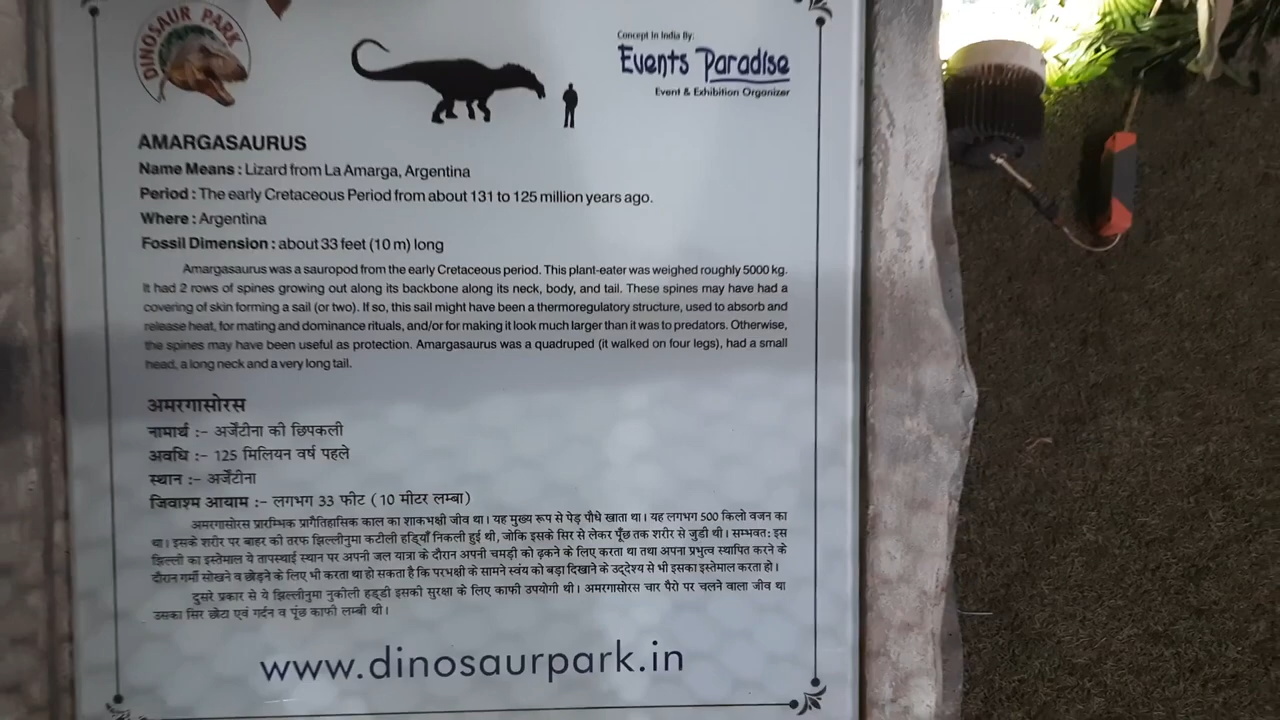 DINOSAUR PARK
Concept In India By:
Events Paradise
Event & Exhibition Organizer
AMARGASAURUS
Name Means : Lizard from La Amarga, Argentina
Period : The early Cretaceous Period from about 131 to 125 million years ago.
Where : Argentina
Fossil Dimension : about 33 feet (10 m) long
Amargasaurus was a sauropod from the early Cretaceous period. This plant-eater was weighed roughly 5000 kg.
It had 2 rows of spines growing out along its backbone along its neck, body, and tail. These spines may have had a
covering of skin forming a sail (or two). If so, this sail might have been a thermoregulatory structure, used to absorb and
release heat, for mating and dominance rituals, and/or for making it look much larger than it was to predators. Otherwise,
the spines may have been useful as protection. Amargasaurus was a quadruped (it walked on four legs), had a small
head, a long neck and a very long tail.
अमरगासोरस
नामार्थ :– अर्जेंटीना की छिपकली
अवधि :– 125 मिलियन वर्ष पहले
स्थान :– अर्जेंटीना
जिवाश्म आयाम :– लगभग 33 फीट (10 मीटर लम्बा)
अमरगासोरस प्रारम्भिक प्रागैतिहासिक काल का शाकभक्षी जीव था। यह मुख्य रूप से पेड़ पौधे खाता था। यह लगभग 500 किलो वजन का
था। इसके शरीर पर बाहर की तरफ झिल्लीनुमा कटीली हड्डियाँ निकली हुई थी, जोकि इसके सिर से लेकर पूँछ तक शरीर से जुडी थी। सम्भवतः इस
झिल्ली का इस्तेमाल ये तापस्थाई स्थान पर अपनी जल यात्रा के दौरान अपनी चमड़ी को ढ़कने के लिए करता था तथा अपना प्रभुत्व स्थापित करने के
दौरान गर्मी सोखने व छोड़ने के लिए भी करता था हो सकता है कि परभक्षी के सामने स्वंय को बड़ा दिखाने के उद्देश्य से भी इसका इस्तेमाल करता हो।
दुसरे प्रकार से ये झिल्लीनुमा नुकीली हड्डी इसकी सुरक्षा के लिए काफी उपयोगी थी। अमरगासोरस चार पैरो पर चलने वाला जीव था
उसका सिर छोटा एवं गर्दन व पूंछ काफी लम्बी थी।
www.dinosaurpark.in